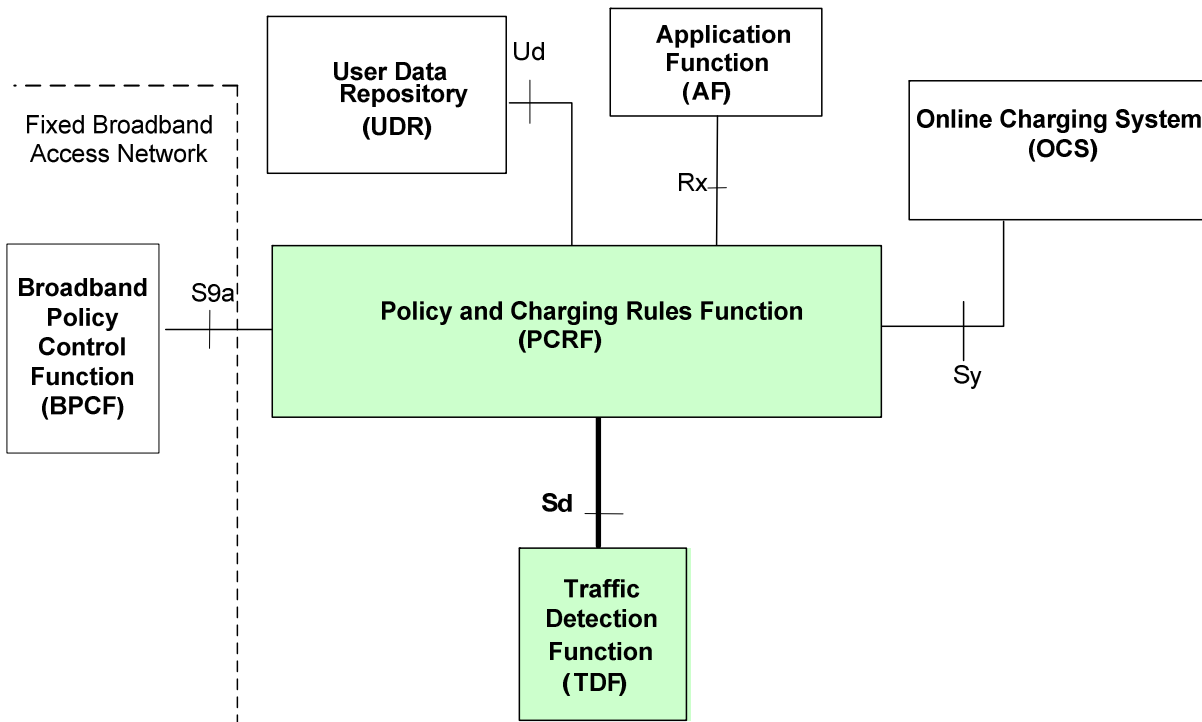 Ud
User Data
Repository
(UDR)
Application
Function
(AF)
Online Charging System
(OCS)
Fixed Broadband
Access Network
Rx
Broadband
Policy
Control
Function
(BPCF)
S9a
Policy and Charging Rules Function
(PCRF)
Sy
Sd
Traffic
Detection
Function
(TDF)